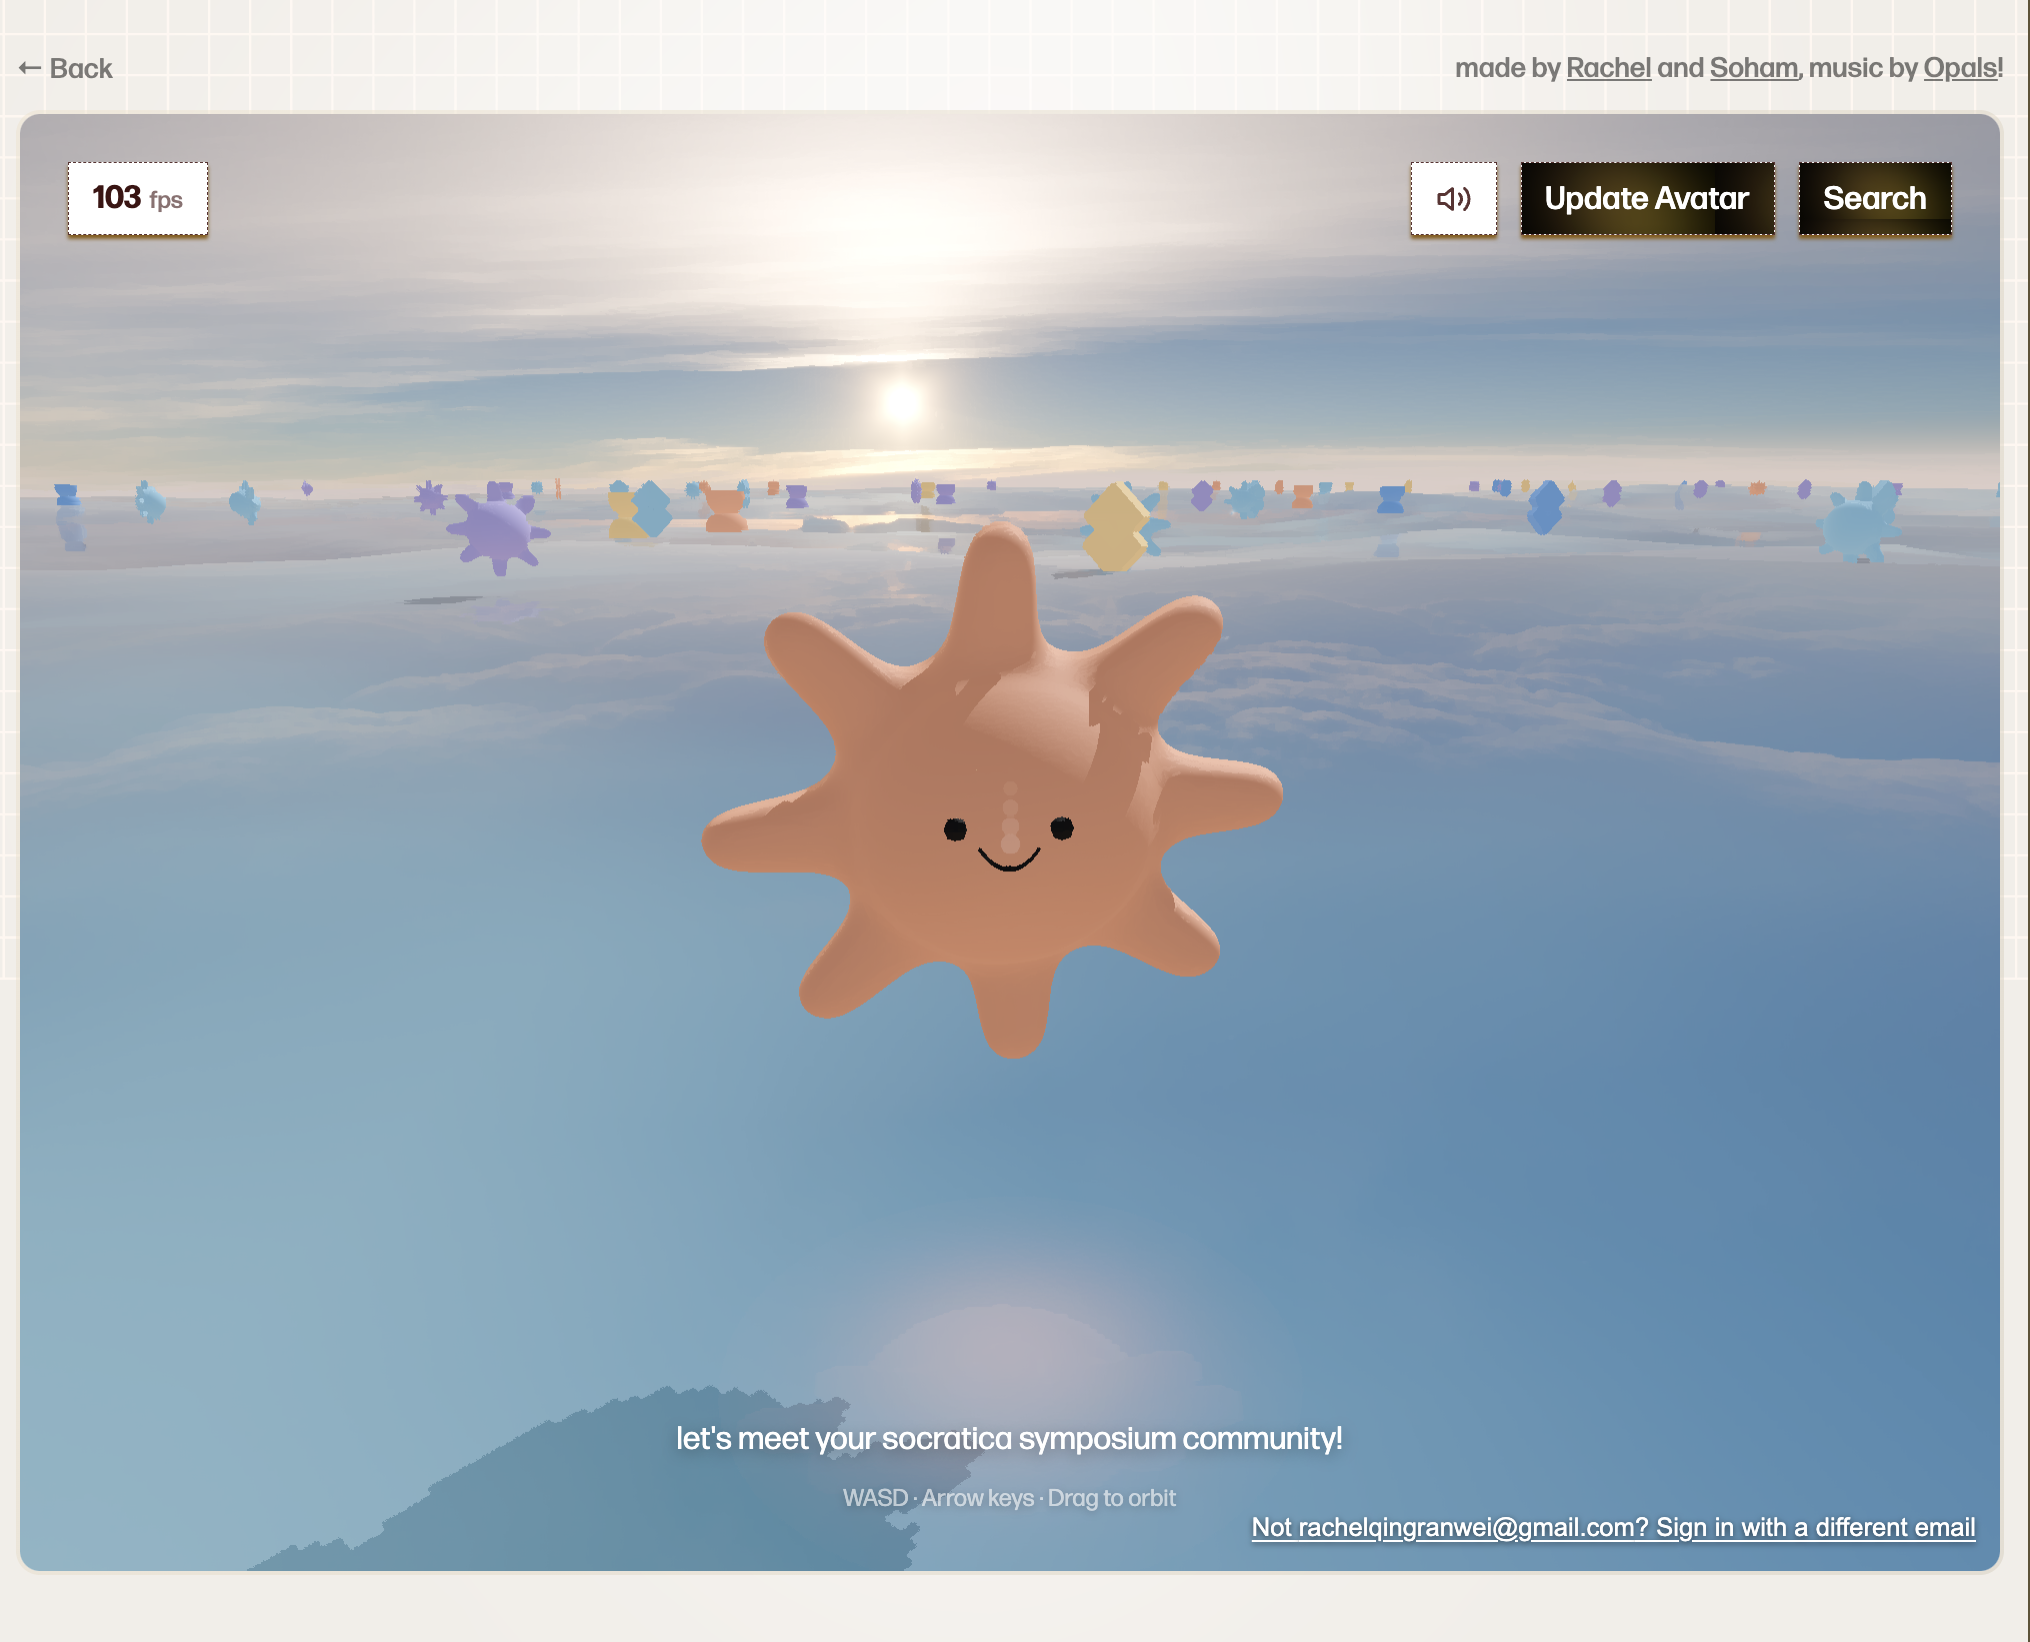 ← Back
made by Rachel and Soham, music by Opals!
103 fps
Update Avatar
Search
let's meet your socratica symposium community!
WASD · Arrow keys · Drag to orbit
Not rachelqingranwei@gmail.com? Sign in with a different email